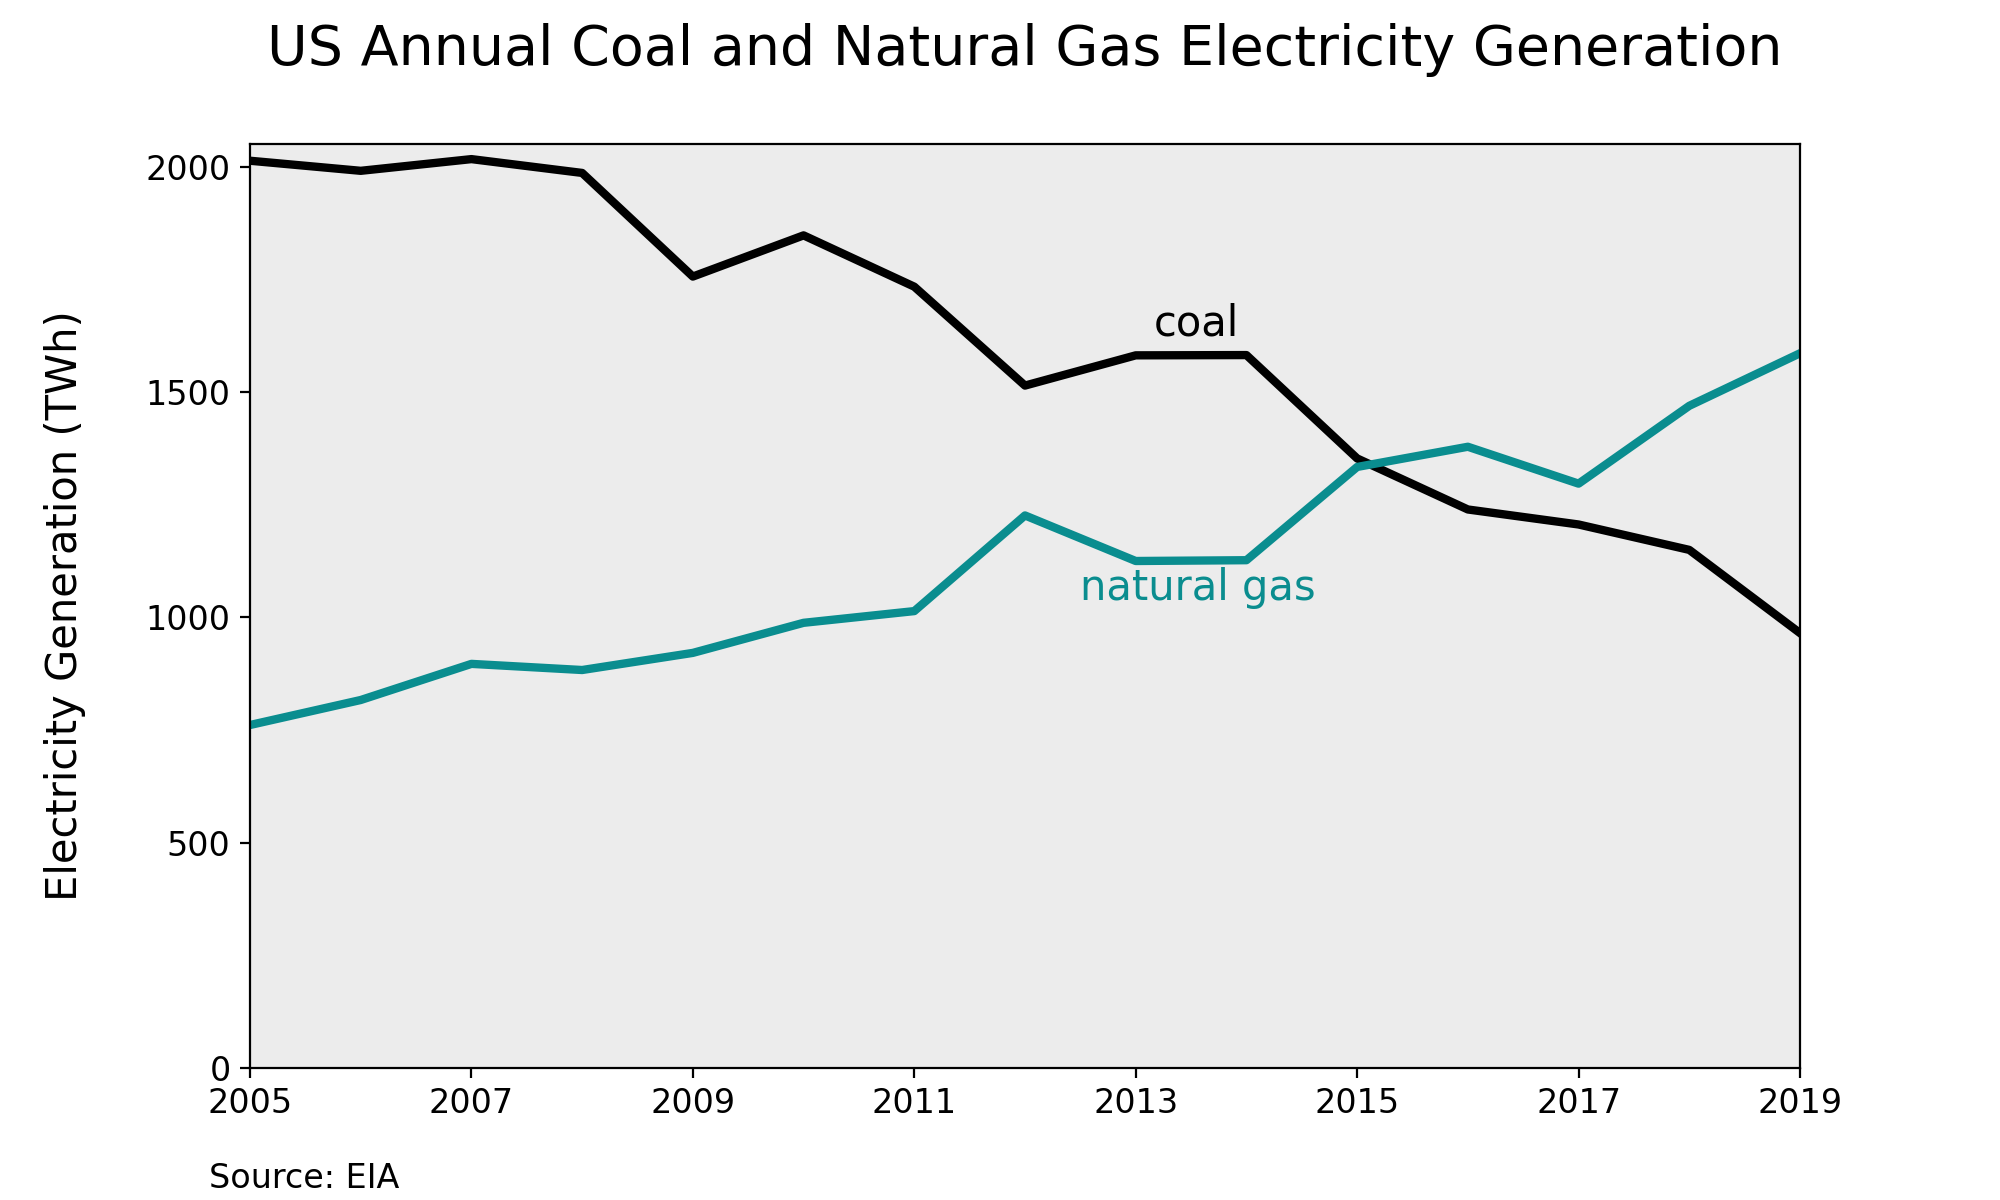 US Annual Coal and Natural Gas Electricity Generation
Electricity Generation (TWh)
2000
1500
1000
500
0
coal
natural gas
2005 2007 2009 2011 2013 2015 2017 2019
Source: EIA